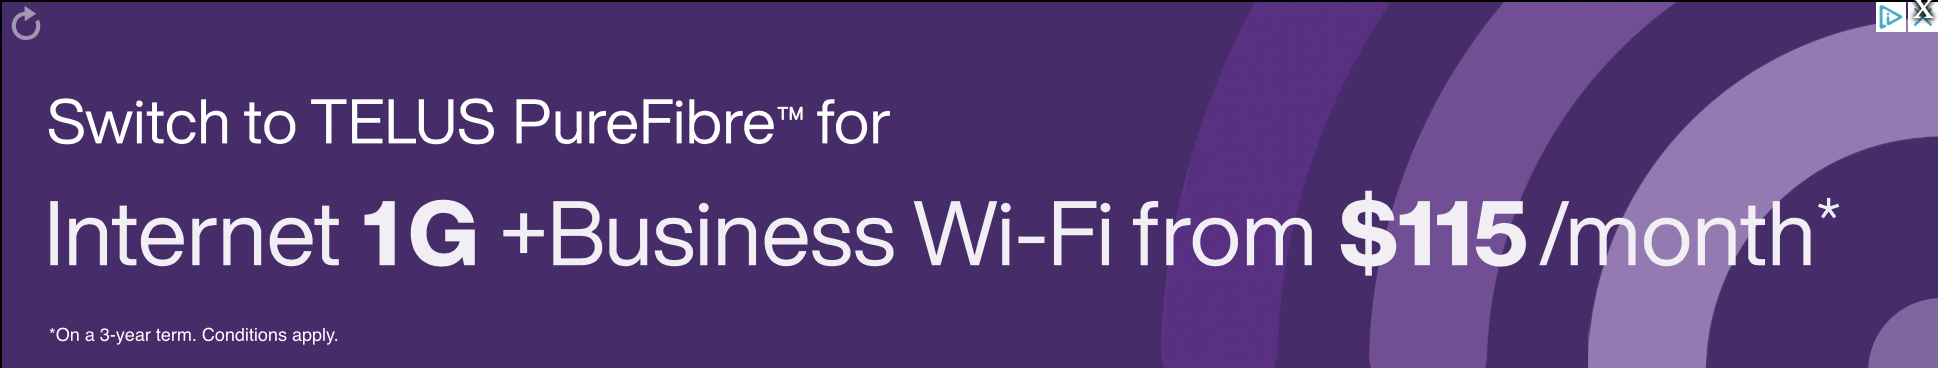 Switch to TELUS PureFibre™ for
Internet 1G +Business Wi-Fi from $115/month*
*On a 3-year term. Conditions apply.
X